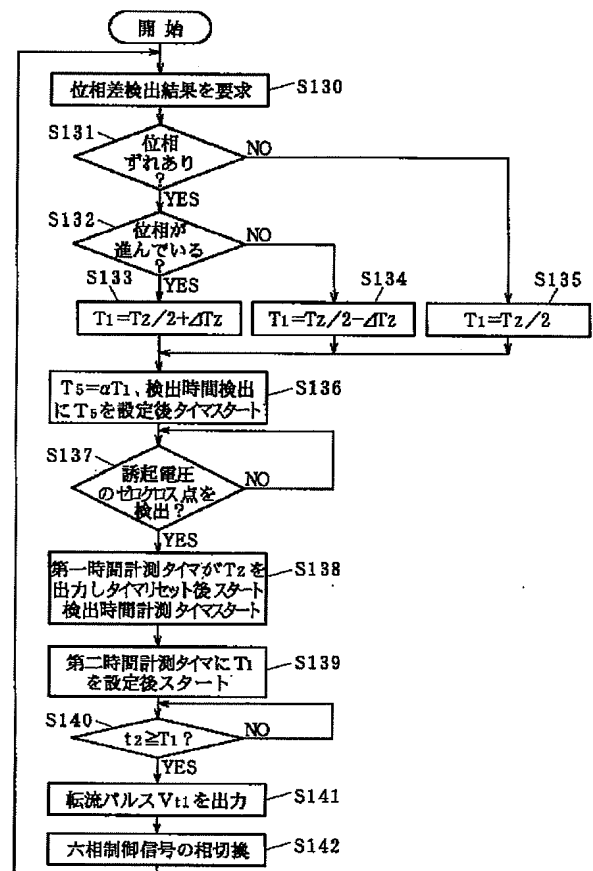 開始
位相差検出結果を要求
S130
S131
位相
ずれあり
?
NO
YES
S132
位相が
進んでいる
?
NO
YES
S133
T1=Tz/2+ΔTz
S134
T1=Tz/2-ΔTz
S135
T1=Tz/2
T5=αT1、検出時間検出
にT5を設定後タイマスタート
S136
S137
誘起電圧
のゼロクロス点を
検出?
NO
YES
第一時間計測タイマがTzを
出力しタイマリセット後スタート
検出時間計測タイマスタート
S138
第二時間計測タイマにT1
を設定後スタート
S139
S140
t2≧T1?
NO
YES
転流パルスVt1を出力
S141
六相制御信号の相切換
S142